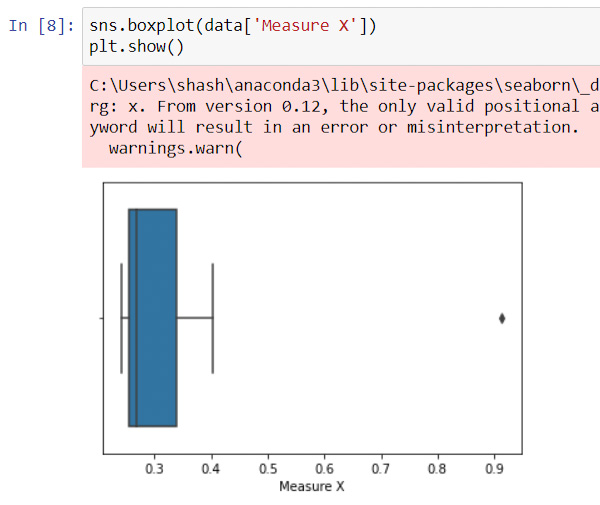 In [8]: sns.boxplot(data['Measure X'])
plt.show()
C:\Users\shash\anaconda3\lib\site-packages\seaborn\_d
rg: x. From version 0.12, the only valid positional a
yword will result in an error or misinterpretation.
warnings.warn(
0.3 0.4 0.5 0.6 0.7 0.8 0.9
Measure X